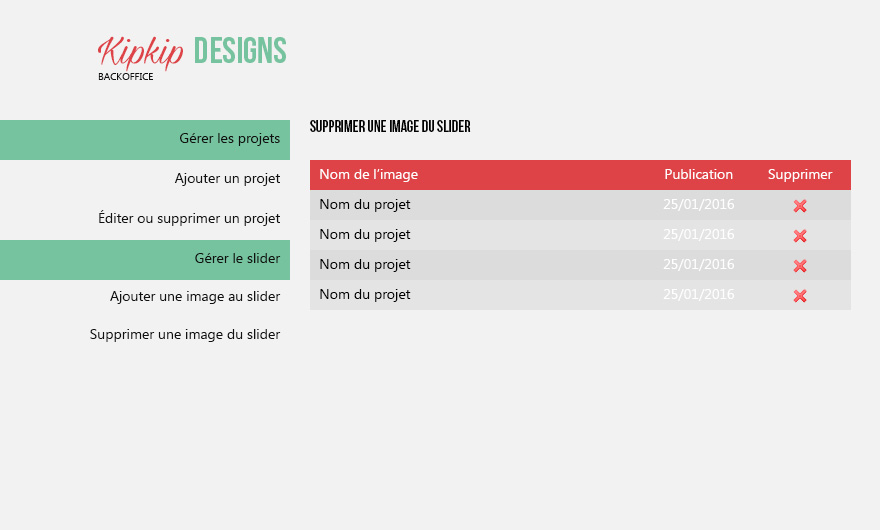 Kipkip DESIGNS
BACKOFFICE
Gérer les projets
Ajouter un projet
Éditer ou supprimer un projet
Gérer le slider
Ajouter une image au slider
Supprimer une image du slider
SUPPRIMER UNE IMAGE DU SLIDER
Nom de l'image Publication Supprimer
Nom du projet 25/01/2016
Nom du projet 25/01/2016
Nom du projet 25/01/2016
Nom du projet 25/01/2016